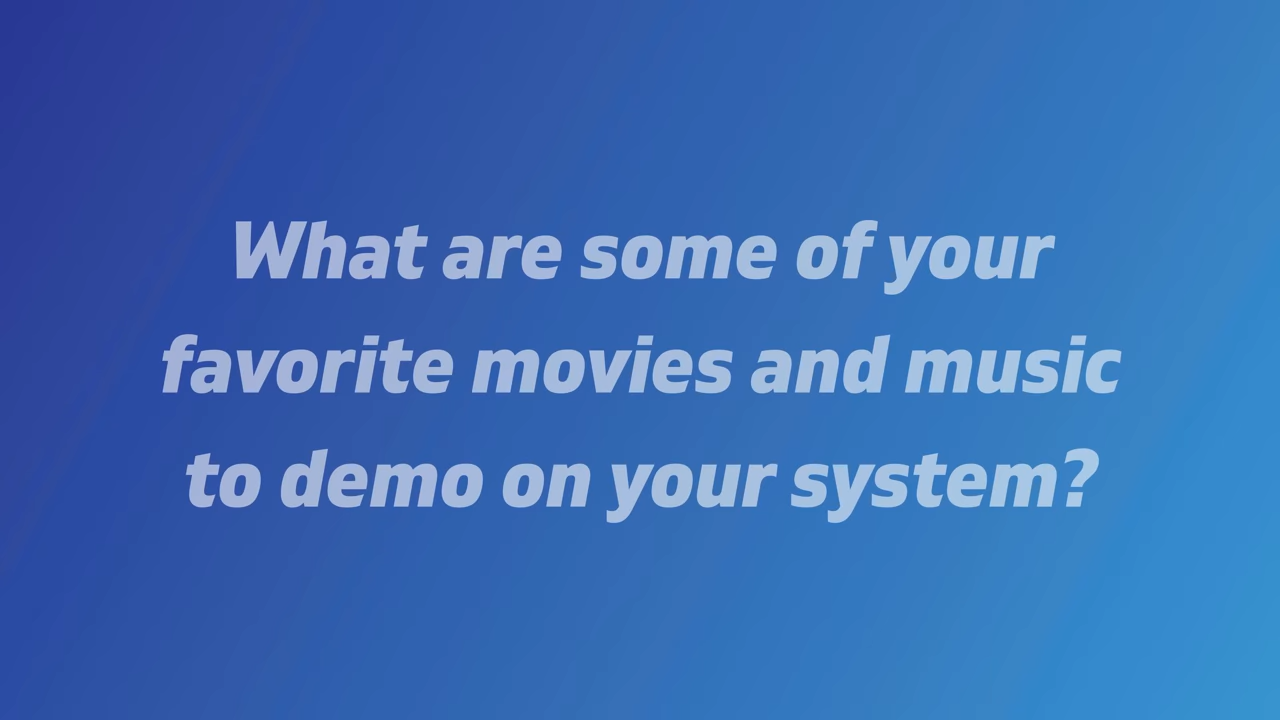 What are some of your
favorite movies and music
to demo on your system?